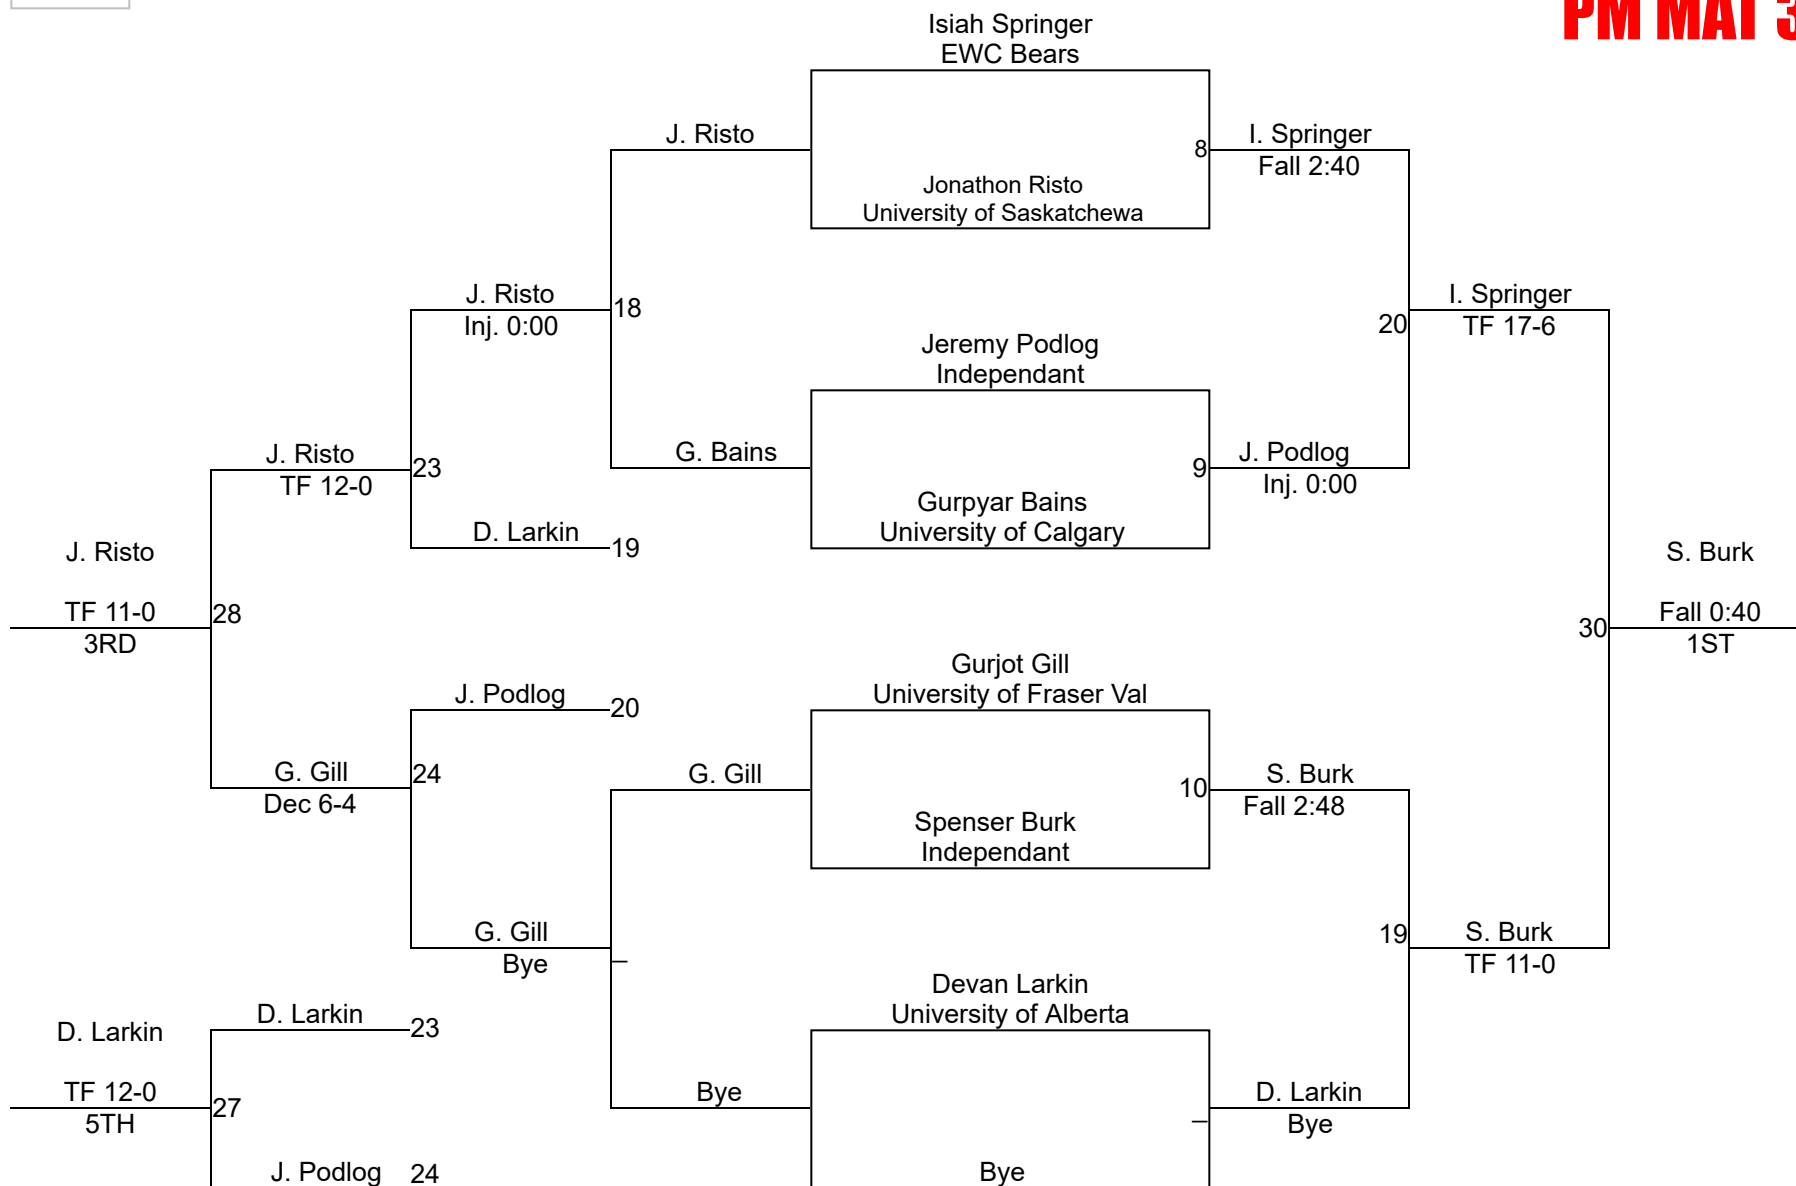 PM MAT 3
Isiah Springer
EWC Bears
J. Risto
8
I. Springer
Fall 2:40
Jonathon Risto
University of Saskatchewa
J. Risto
Inj. 0:00
18
I. Springer
TF 17-6
20
Jeremy Podlog
Independant
J. Risto
TF 12-0
23
G. Bains
9
J. Podlog
Inj. 0:00
Gurpyar Bains
University of Calgary
D. Larkin
19
J. Risto
TF 11-0
3RD
28
S. Burk
Fall 0:40
1ST
30
Gurjot Gill
University of Fraser Val
J. Podlog
20
G. Gill
Dec 6-4
24
G. Gill
10
S. Burk
Fall 2:48
Spenser Burk
Independant
G. Gill
Bye
19
S. Burk
TF 11-0
Devan Larkin
University of Alberta
D. Larkin
23
D. Larkin
TF 12-0
5TH
27
Bye
D. Larkin
Bye
J. Podlog
24
Bye